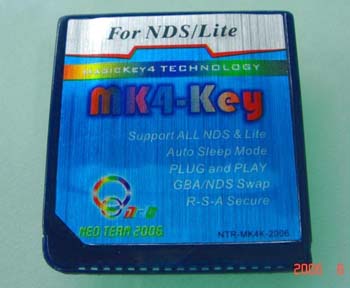 For NDS/Lite
MAGICKEY4 TECHNOLOGY
MK4-Key
Support ALL NDS & Lite
Auto Sleep Mode
PLUG and PLAY
GBA/NDS Swap
R-S-A Secure
NEO
NEO TEAM 2006
NTR-MK4K-2006